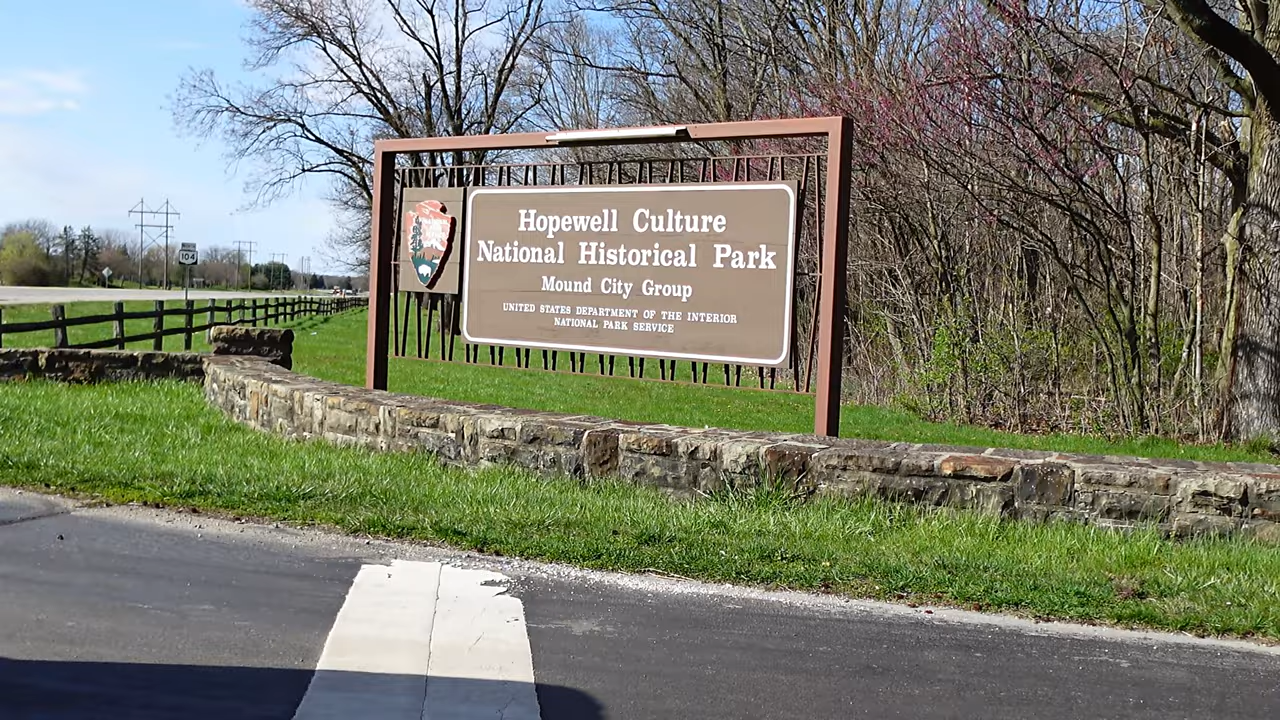 Hopewell Culture
National Historical Park
Mound City Group
UNITED STATES DEPARTMENT OF THE INTERIOR
NATIONAL PARK SERVICE
104